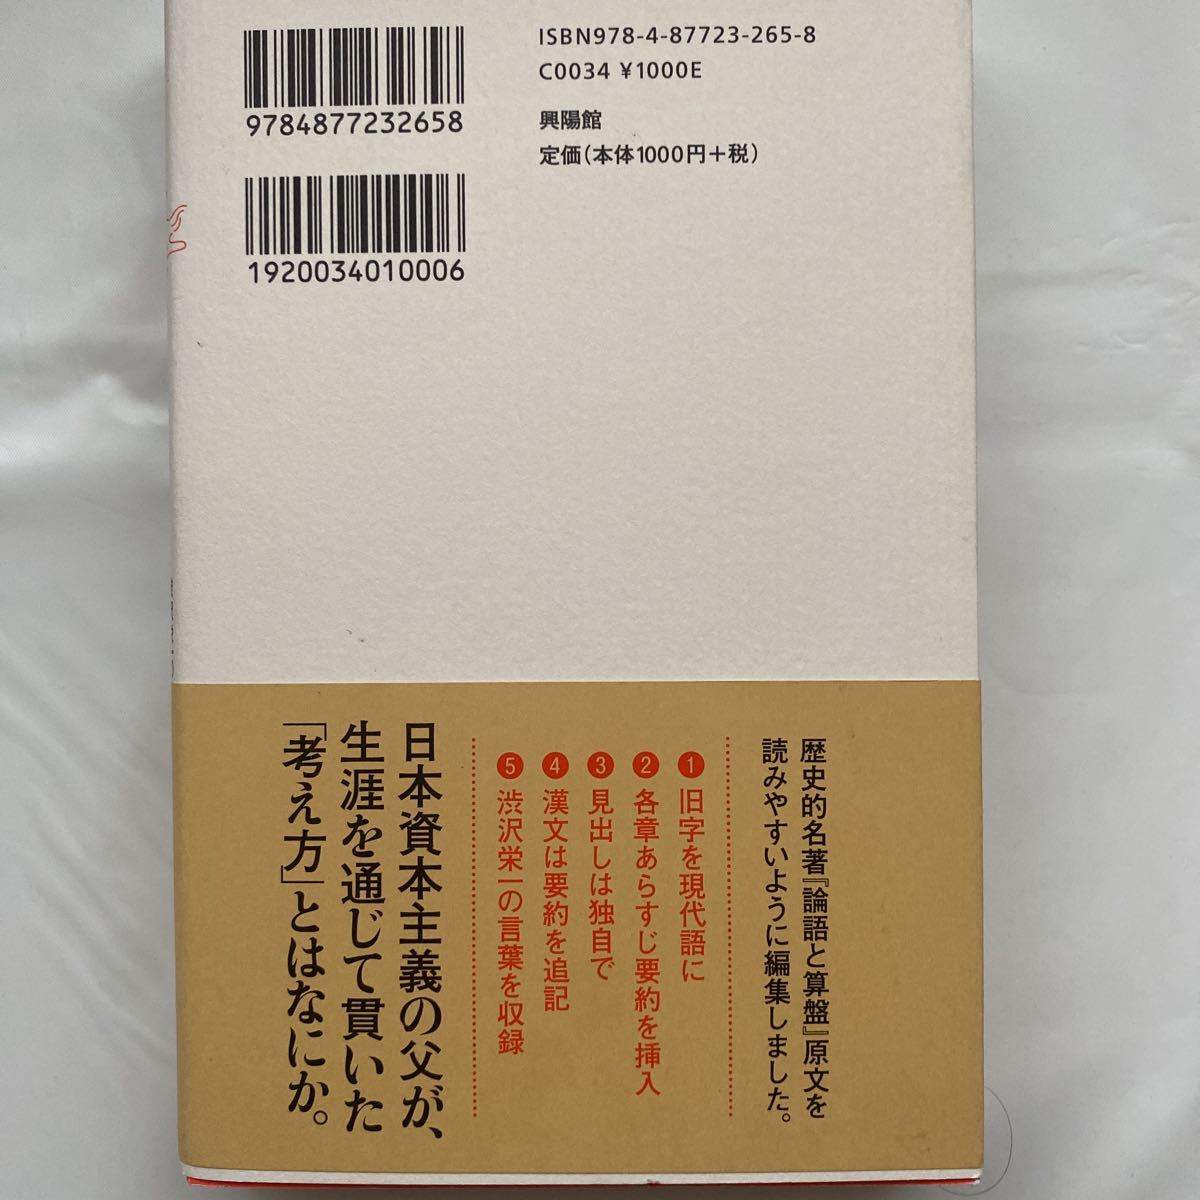 9784877232658
1920034010006
ISBN978-4-87723-265-8
C0034 ¥1000E
興陽館
定価(本体1000円+税)
歴史的名著『論語と算盤』原文を
読みやすいように編集しました。
❶ 旧字を現代語に
❷ 各章あらすじ要約を挿入
❸ 見出しは独自で
❹ 漢文は要約を追記
❺ 渋沢栄一の言葉を収録
日本資本主義の父が、
生涯を通じて貫いた
「考え方」とはなにか。